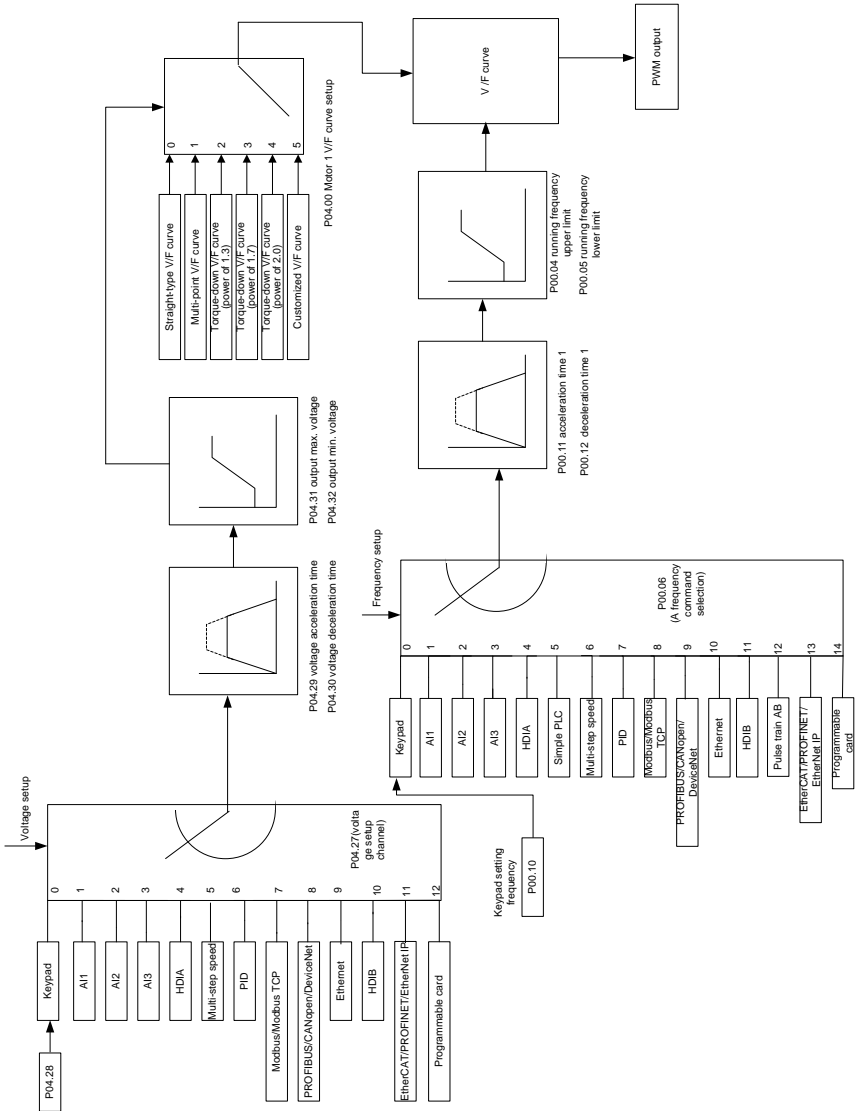 Voltage setup
P04.28
Keypad
AI1
AI2
AI3
HDIA
Multi-step speed
PID
Modbus/Modbus TCP
PROFIBUS/CANopen/DeviceNet
Ethernet
HDIB
EtherCAT/PROFINET/EtherNet IP
Programmable card
0
1
2
3
4
5
6
7
8
9
10
11
12
P04.27(volta
ge setup
channel)
P04.29 voltage acceleration time
P04.30 voltage deceleration time
P04.31 output max. voltage
P04.32 output min. voltage
Straight-type V/F curve
Multi-point V/F curve
Torque-down V/F curve
(power of 1.3)
Torque-down V/F curve
(power of 1.7)
Torque-down V/F curve
(power of 2.0)
Customized V/F curve
0
1
2
3
4
5
P04.00 Motor 1 V/F curve setup
Frequency setup
Keypad setting
frequency
P00.10
Keypad
AI1
AI2
AI3
HDIA
Simple PLC
Multi-step speed
PID
Modbus/Modbus
TCP
PROFIBUS/CANopen/
DeviceNet
Ethernet
HDIB
Pulse train AB
EtherCAT/PROFINET/
EtherNet IP
Programmable
card
0
1
2
3
4
5
6
7
8
9
10
11
12
13
14
P00.06
(A frequency
command
selection)
P00.11 acceleration time 1
P00.12 deceleration time 1
P00.04 running frequency
upper limit
P00.05 running frequency
lower limit
V /F curve
PWM output